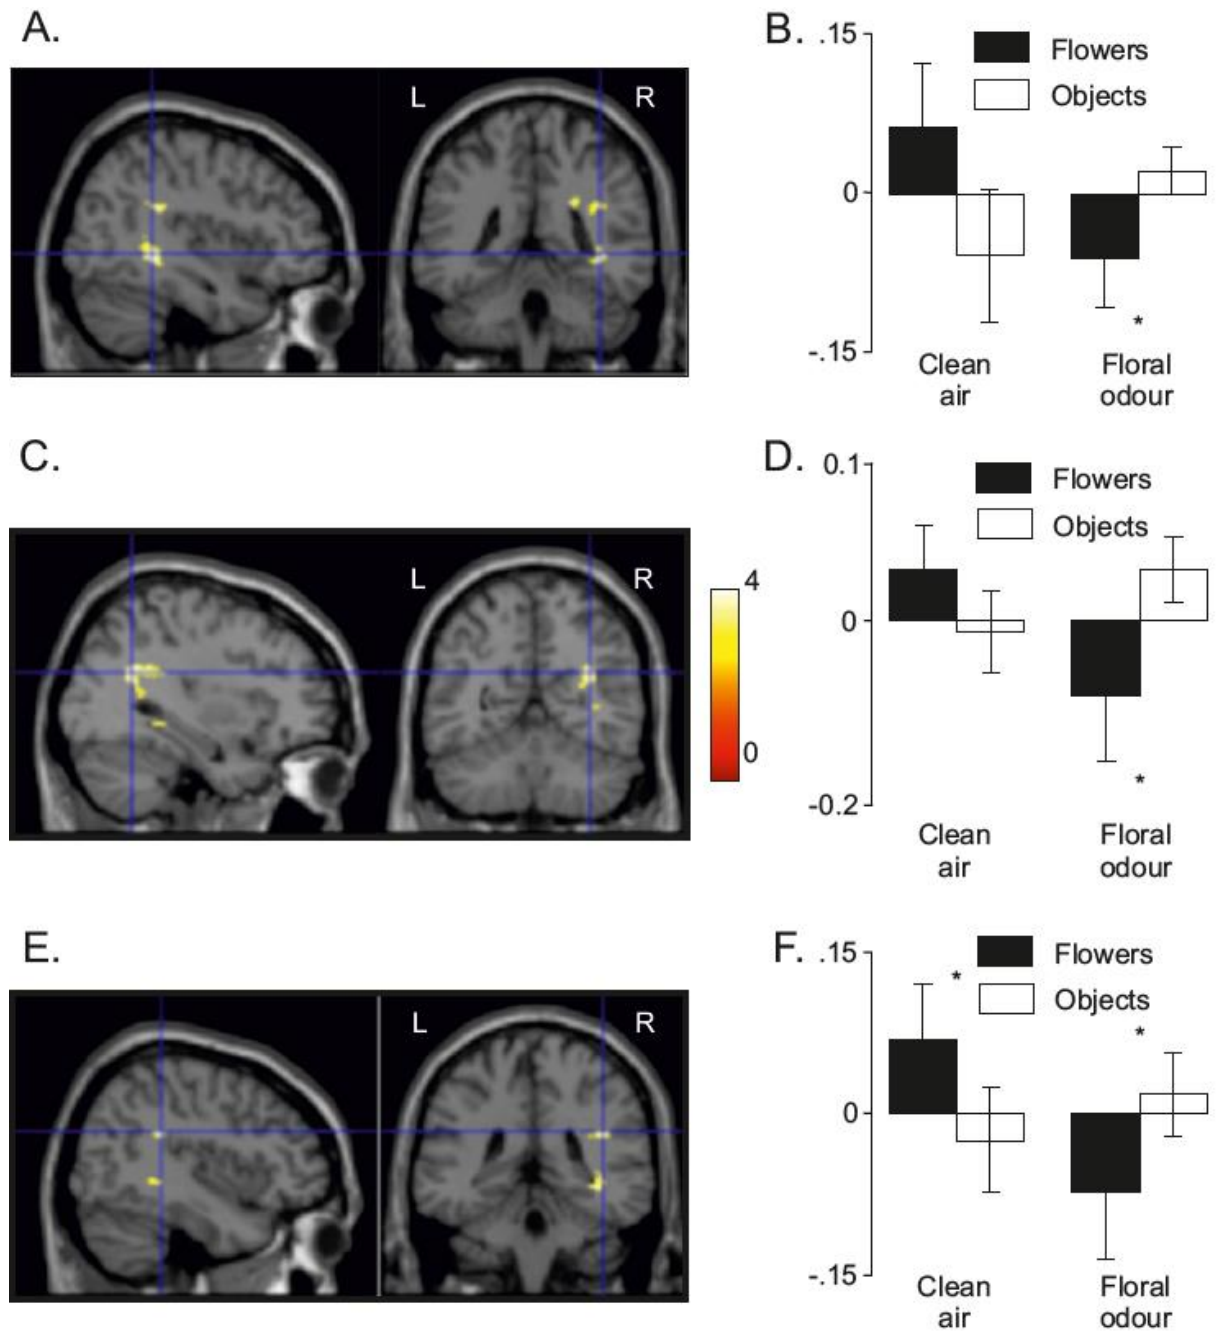 A.
L
R
B.
.15
Flowers
Objects
0
-.15
Clean
air
Floral
odour
*
C.
L
R
4
0
D.
0.1
Flowers
Objects
0
-0.2
Clean
air
Floral
odour
*
E.
L
R
F.
.15
Flowers
*
Objects
*
0
-.15
Clean
air
Floral
odour